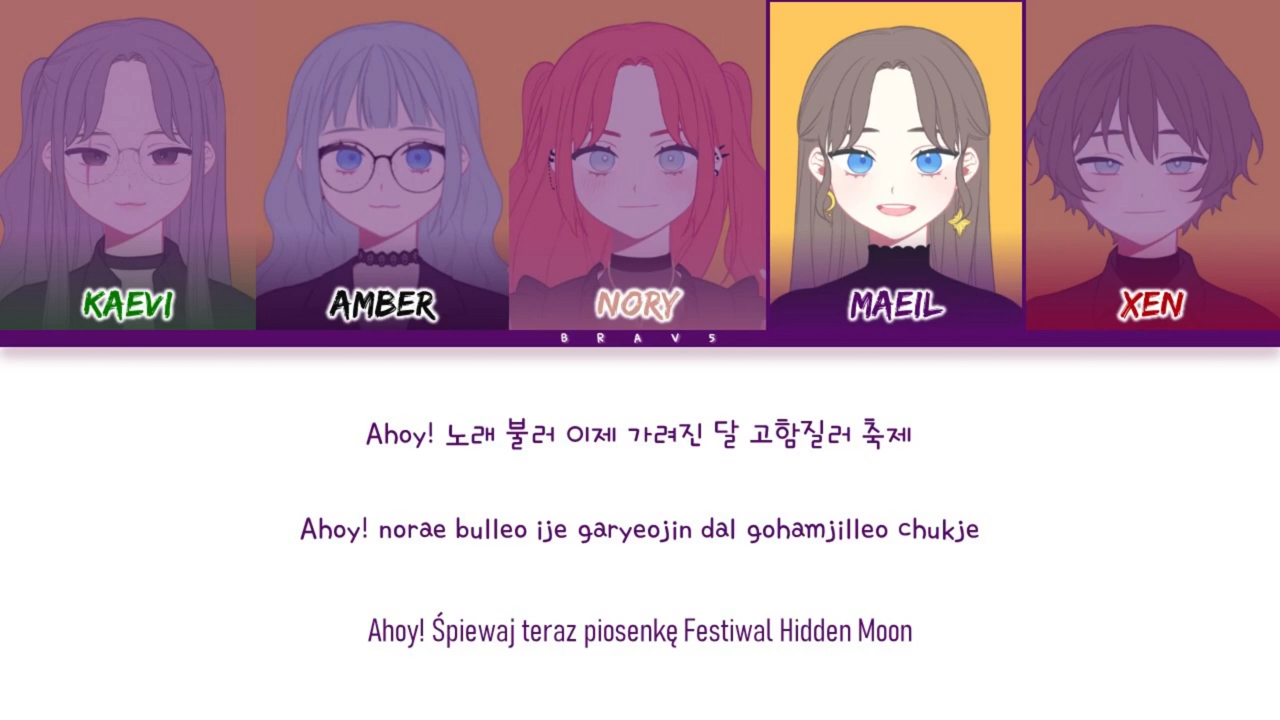 KAEVI
AMBER
NORY
MAEIL
XEN
BRAV5
Ahoy! 노래 불러 이제 가려진 달 고함질러 축제
Ahoy! norae bulleo ije garyeojin dal gohamjilleo chukje
Ahoy! Śpiewaj teraz piosenkę Festiwal Hidden Moon